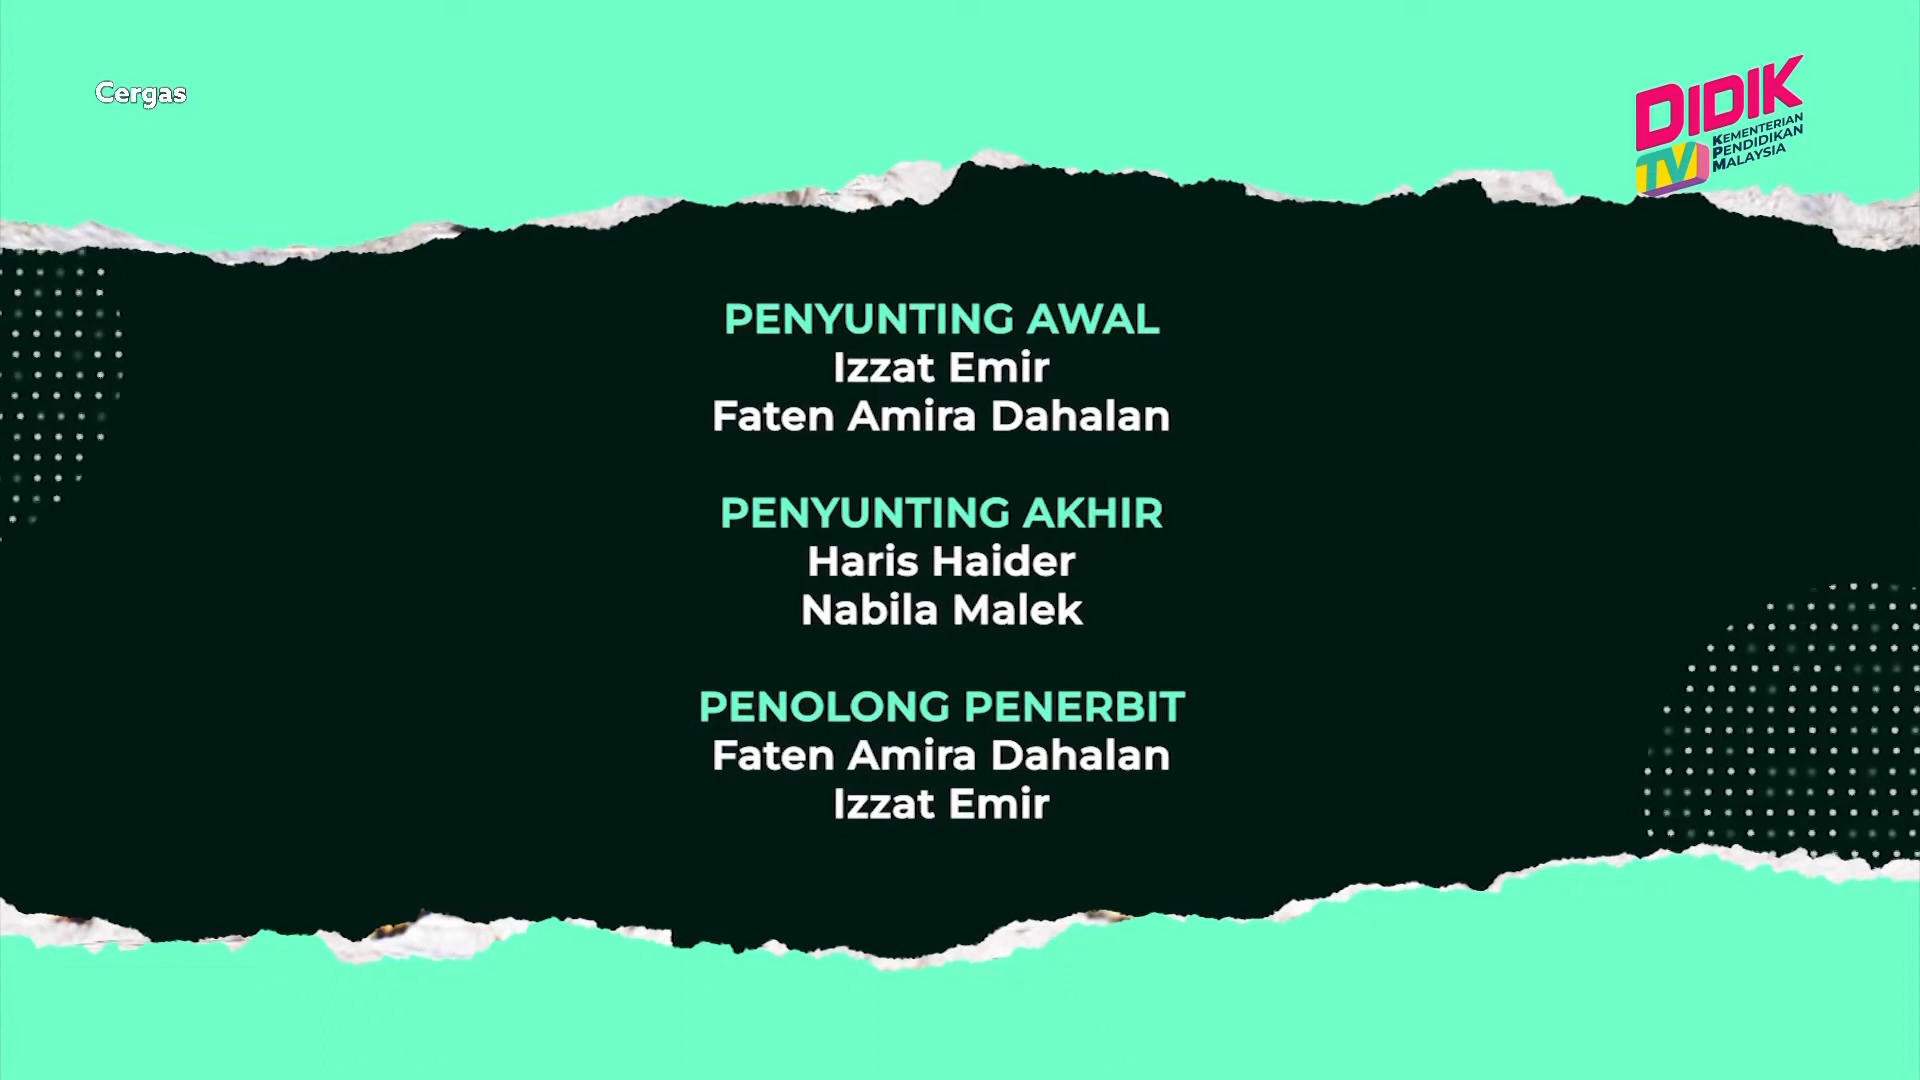 Cergas
DIDIK
TV
KEMENTERIAN
PENDIDIKAN
MALAYSIA
PENYUNTING AWAL
Izzat Emir
Faten Amira Dahalan
PENYUNTING AKHIR
Haris Haider
Nabila Malek
PENOLONG PENERBIT
Faten Amira Dahalan
Izzat Emir